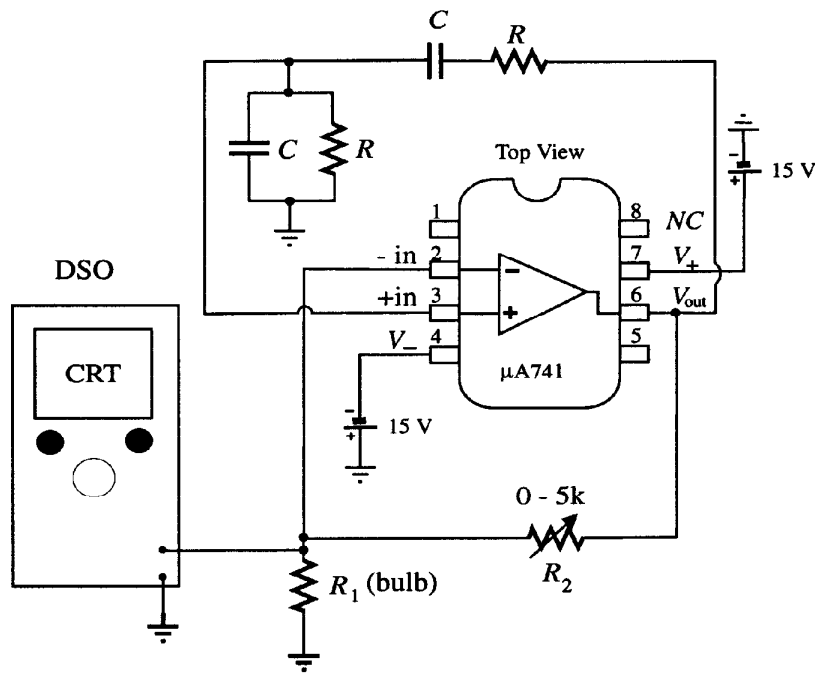 C
R
C
R
Top View
-
+
15 V
1
8
NC
- in
2
7
V+
DSO
+in
3
6
Vout
V−
4
5
CRT
µA741
-
+
15 V
0 - 5k
R2
R1 (bulb)